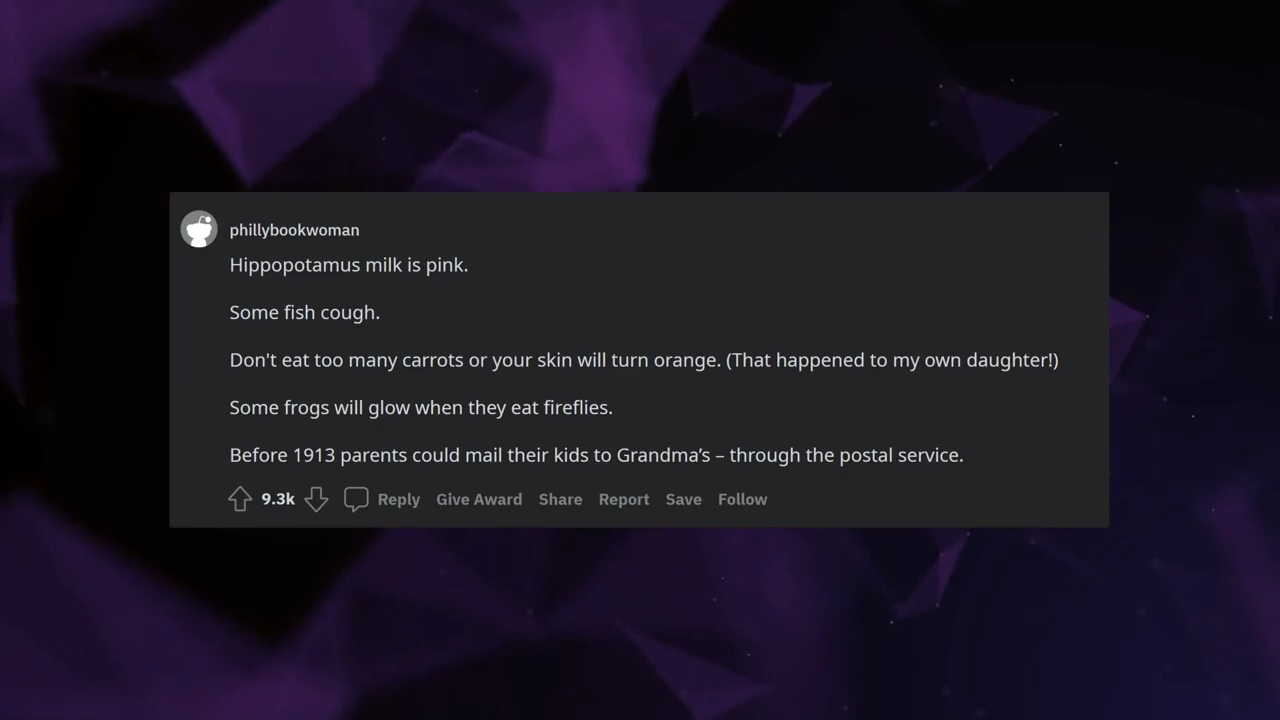 phillybookwoman
Hippopotamus milk is pink.
Some fish cough.
Don't eat too many carrots or your skin will turn orange. (That happened to my own daughter!)
Some frogs will glow when they eat fireflies.
Before 1913 parents could mail their kids to Grandma’s – through the postal service.
9.3k Reply Give Award Share Report Save Follow